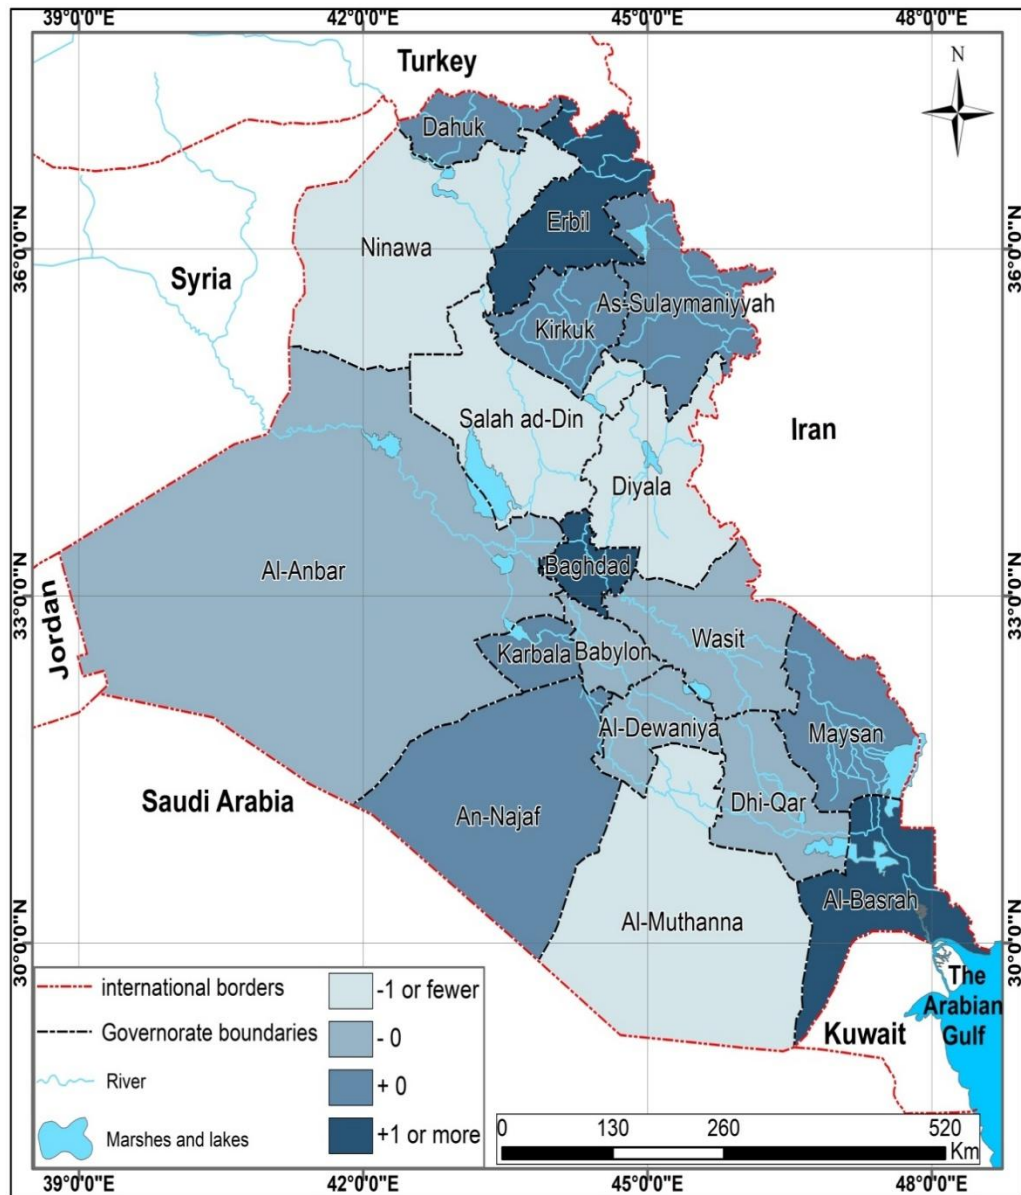 39°0'0"E 42°0'0"E 45°0'0"E 48°0'0"E
N
Turkey
Dahuk
Erbil
Ninawa
36°0'0"N
36°0'0"N
Syria
As-Sulaymaniyyah
Kirkuk
Salah ad-Din
Iran
Diyala
Al-Anbar
Baghdad
33°0'0"N
33°0'0"N
Jordan
Karbala
Babylon
Wasit
Al-Dewaniya
Maysan
Saudi Arabia
An-Najaf
Dhi-Qar
Al-Muthanna
Al-Basrah
30°0'0"N
30°0'0"N
The
Arabian
Gulf
Kuwait
international borders
Governorate boundaries
River
Marshes and lakes
-1 or fewer
- 0
+ 0
+1 or more
0 130 260 520
Km
39°0'0"E 42°0'0"E 45°0'0"E 48°0'0"E